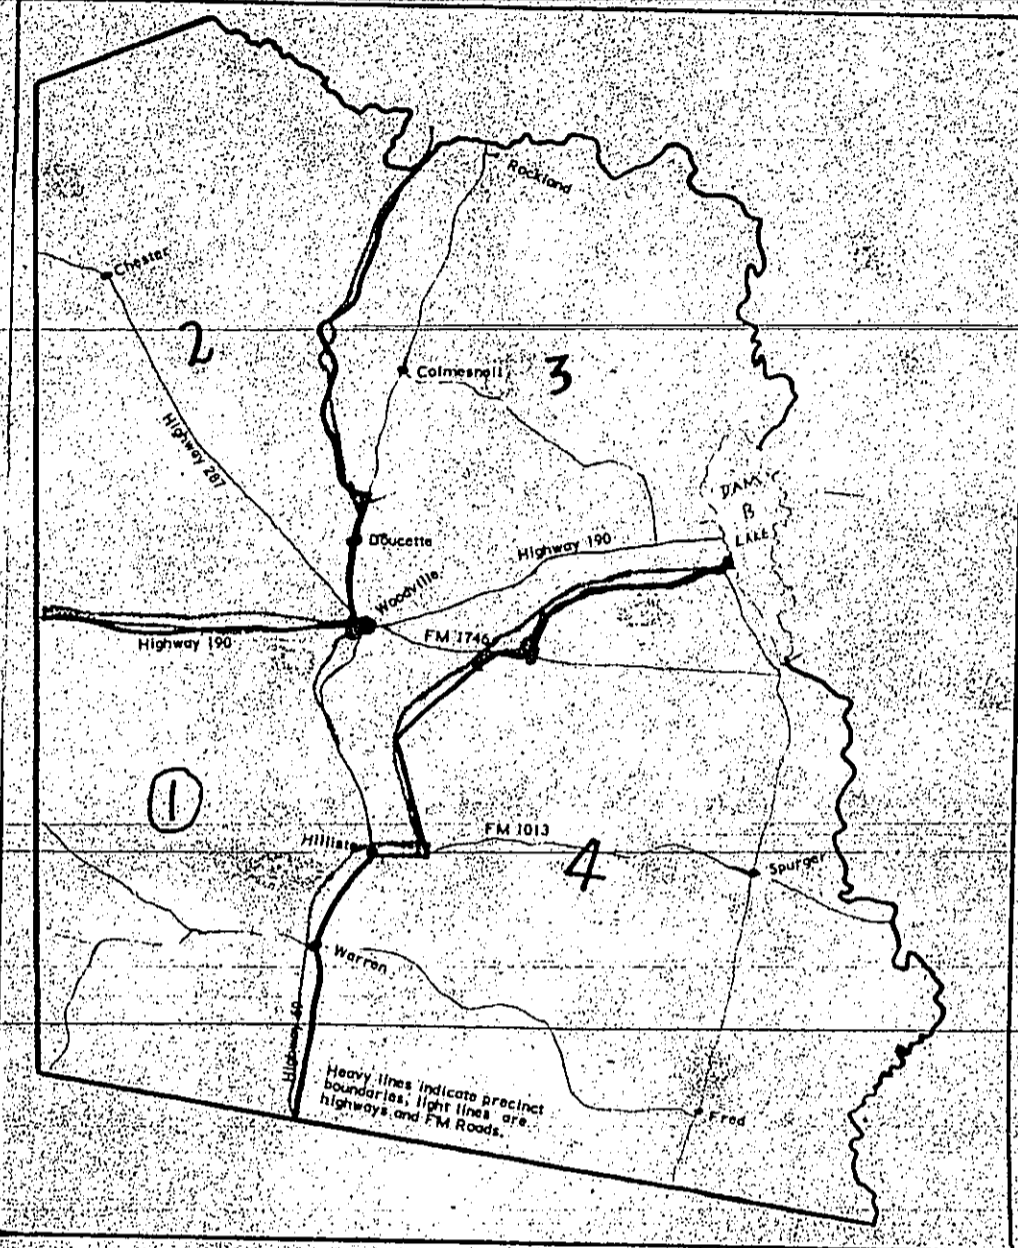 Rockland
Chester
2
Colmesneil
3
Highway 287
DAM
B
LAKE
Doucette
Highway 190
Woodville
FM 1746
Highway 190
1
Hillister
FM 1013
4
Spurger
Warren
Highway 69
Heavy lines indicate precinct
boundaries, light lines are
highways and FM Roads.
Fred